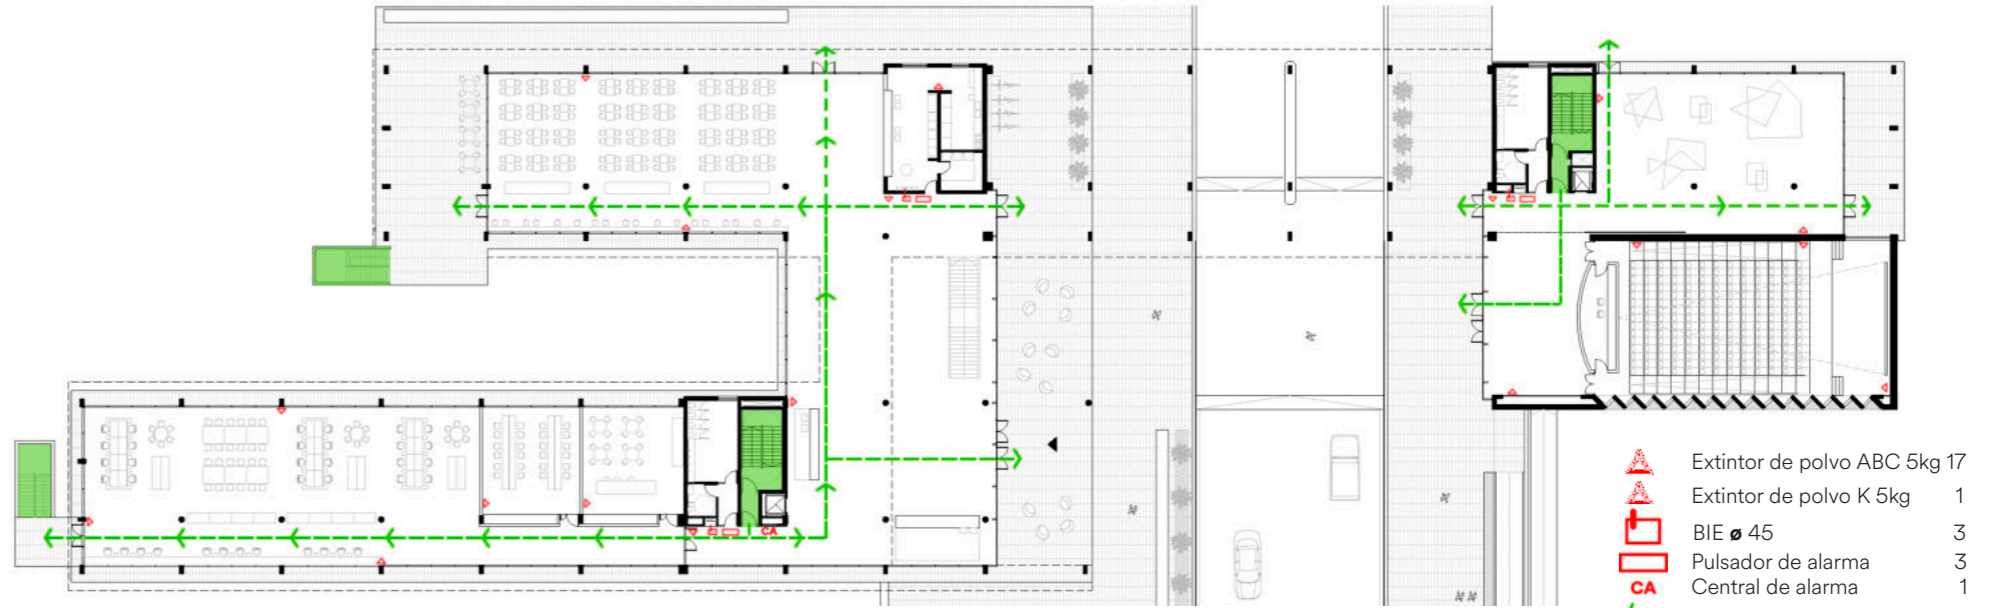 CA
Extintor de polvo ABC 5kg 17
Extintor de polvo K 5kg 1
BIE ø 45 3
Pulsador de alarma 3
CA Central de alarma 1